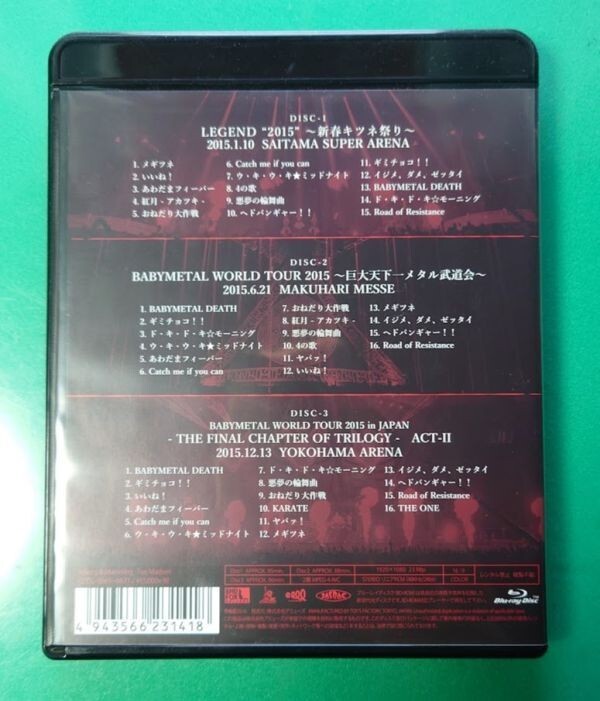 DISC-1
LEGEND “2015” ～新春キツネ祭り～
2015.1.10 SAITAMA SUPER ARENA
1. メギツネ
2. いいね！
3. あわだまフィーバー
4. 紅月 - アカツキ -
5. おねだり大作戦
6. Catch me if you can
7. ウ・キ・ウ・キ★ミッドナイト
8. 4の歌
9. 悪夢の輪舞曲
10. ヘドバンギャー！！
11. ギミチョコ！！
12. イジメ、ダメ、ゼッタイ
13. BABYMETAL DEATH
14. ド・キ・ド・キ☆モーニング
15. Road of Resistance
DISC-2
BABYMETAL WORLD TOUR 2015 ～巨大天下一メタル武道会～
2015.6.21 MAKUHARI MESSE
1. BABYMETAL DEATH
2. ギミチョコ！！
3. ド・キ・ド・キ☆モーニング
4. ウ・キ・ウ・キ★ミッドナイト
5. あわだまフィーバー
6. Catch me if you can
7. おねだり大作戦
8. 紅月 - アカツキ -
9. 悪夢の輪舞曲
10. 4の歌
11. ヤバッ！
12. いいね！
13. メギツネ
14. イジメ、ダメ、ゼッタイ
15. ヘドバンギャー！！
16. Road of Resistance
DISC-3
BABYMETAL WORLD TOUR 2015 in JAPAN
- THE FINAL CHAPTER OF TRILOGY - ACT-II
2015.12.13 YOKOHAMA ARENA
1. BABYMETAL DEATH
2. ギミチョコ！！
3. いいね！
4. あわだまフィーバー
5. Catch me if you can
6. ウ・キ・ウ・キ★ミッドナイト
7. ド・キ・ド・キ☆モーニング
8. 悪夢の輪舞曲
9. おねだり大作戦
10. KARATE
11. ヤバッ！
12. メギツネ
13. イジメ、ダメ、ゼッタイ
14. ヘドバンギャー！！
15. Road of Resistance
16. THE ONE
COLOR
レンタル禁止
JASRAC
Blu-ray Disc
4 943566 231418